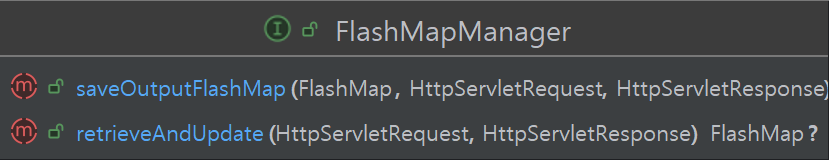 I FlashMapManager
m saveOutputFlashMap(FlashMap, HttpServletRequest, HttpServletResponse)
m retrieveAndUpdate(HttpServletRequest, HttpServletResponse) FlashMap?